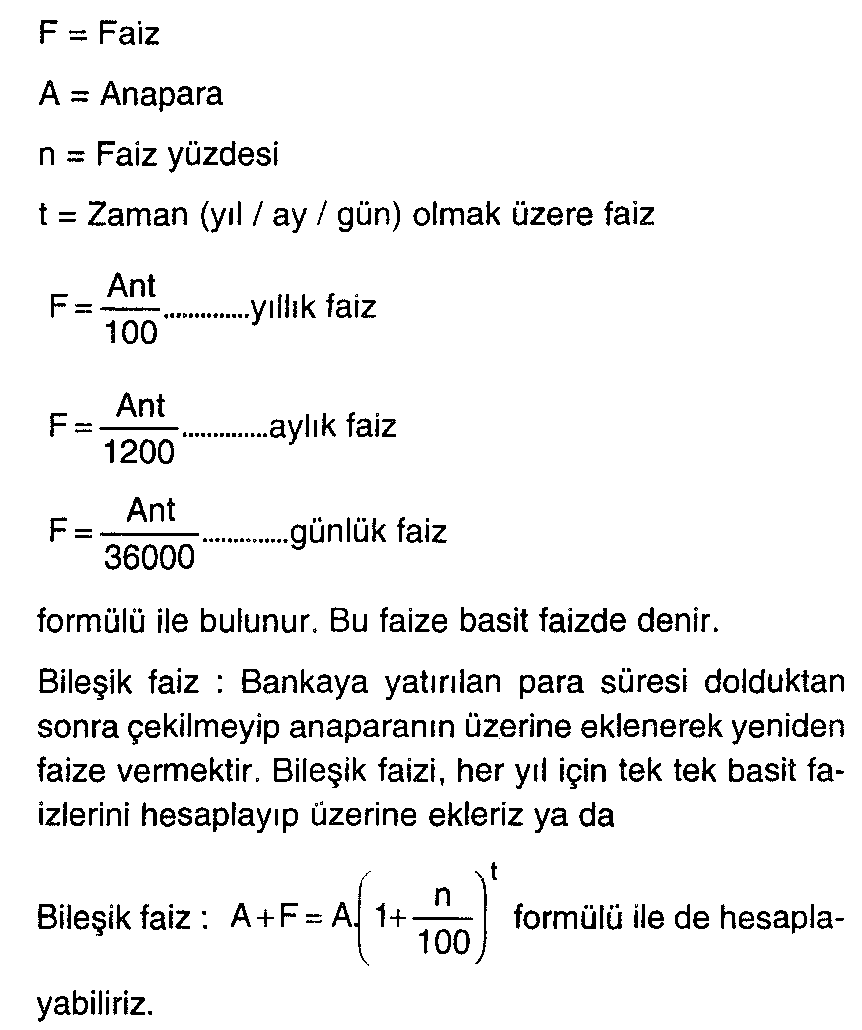 F = Faiz
A = Anapara
n = Faiz yüzdesi
t = Zaman (yıl / ay / gün) olmak üzere faiz
F = Ant/100..............yıllık faiz
F = Ant/1200..............aylık faiz
F = Ant/36000..............günlük faiz
formülü ile bulunur. Bu faize basit faizde denir.
Bileşik faiz : Bankaya yatırılan para süresi dolduktan
sonra çekilmeyip anaparanın üzerine eklenerek yeniden
faize vermektir. Bileşik faizi, her yıl için tek tek basit fa-
izlerini hesaplayıp üzerine ekleriz ya da
Bileşik faiz : A+F = A.(1+n/100)^t formülü ile de hesapla-
yabiliriz.